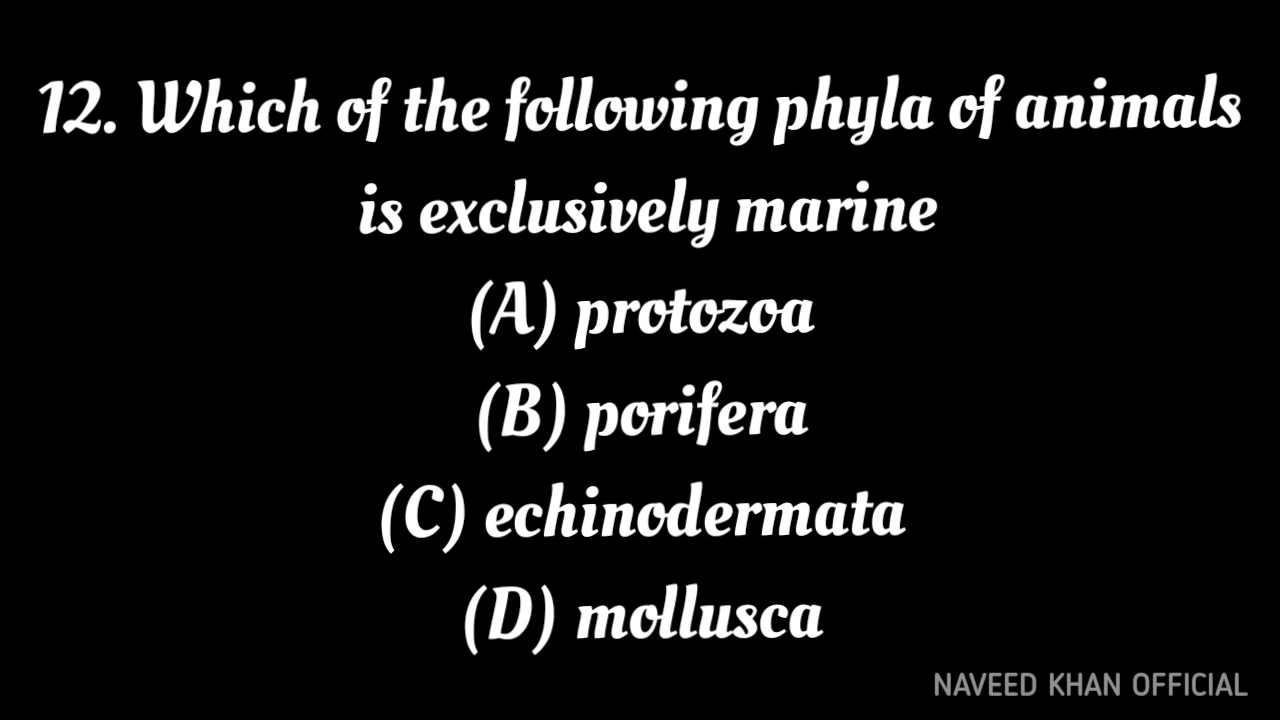 12. Which of the following phyla of animals
is exclusively marine
(A) protozoa
(B) porifera
(C) echinodermata
(D) mollusca
NAVEED KHAN OFFICIAL